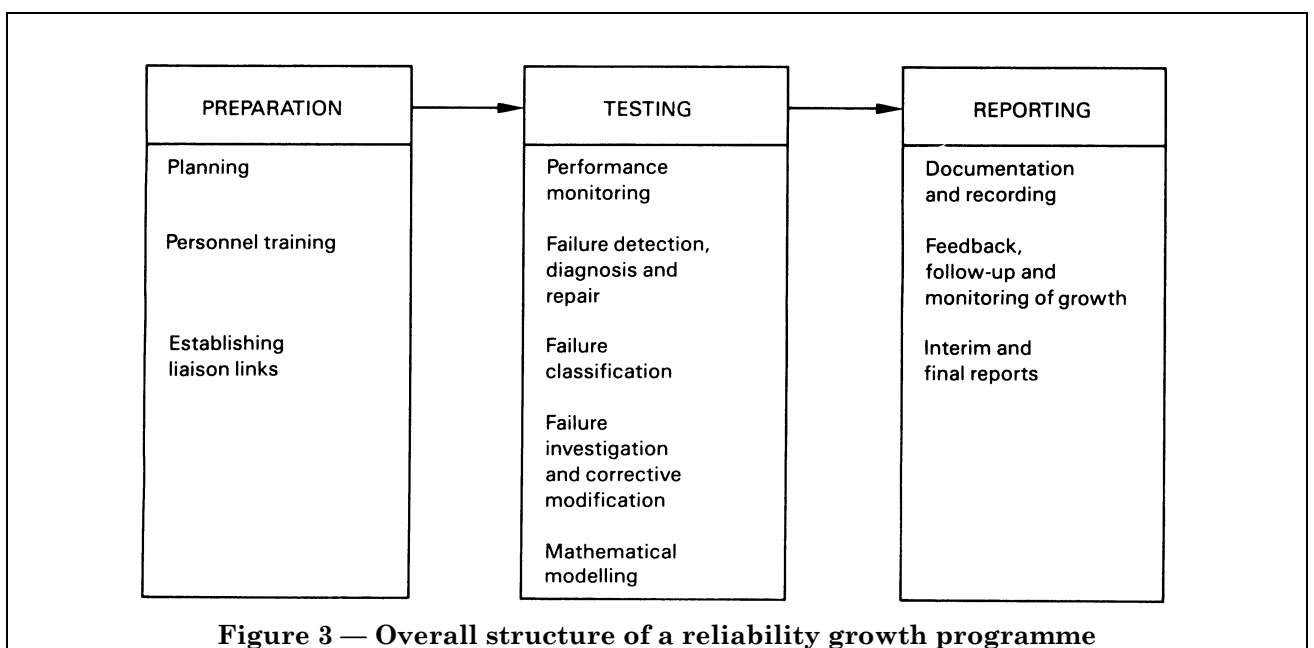 PREPARATION
Planning
Personnel training
Establishing
liaison links
TESTING
Performance
monitoring
Failure detection,
diagnosis and
repair
Failure
classification
Failure
investigation
and corrective
modification
Mathematical
modelling
REPORTING
Documentation
and recording
Feedback,
follow-up and
monitoring of growth
Interim and
final reports
Figure 3 — Overall structure of a reliability growth programme